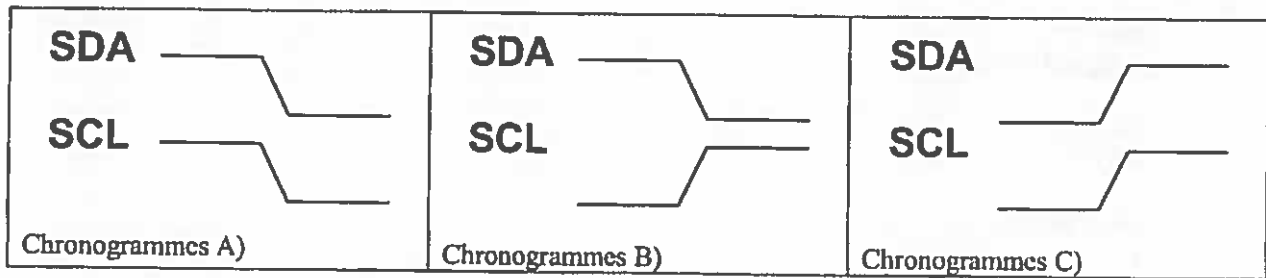 SDA
SCL
Chronogrammes A)
SDA
SCL
Chronogrammes B)
SDA
SCL
Chronogrammes C)